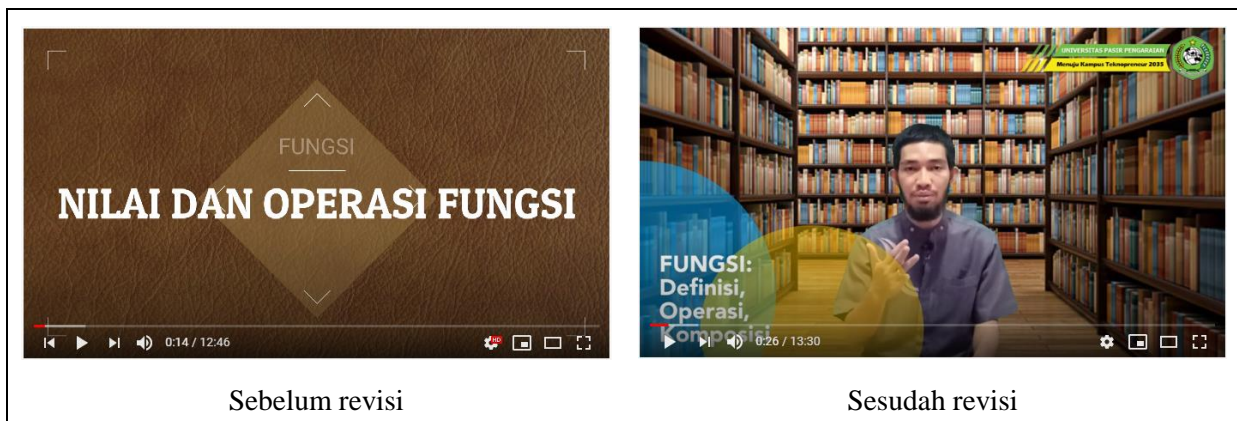 FUNGSI
NILAI DAN OPERASI FUNGSI
0:14 / 12:46
HD
Sebelum revisi
UNIVERSITAS PASIR PENGARAIAN
Menuju Kampus Teknopreneur 2035
FUNGSI:
Definisi,
Operasi,
Komposisi
0:26 / 13:30
Sesudah revisi